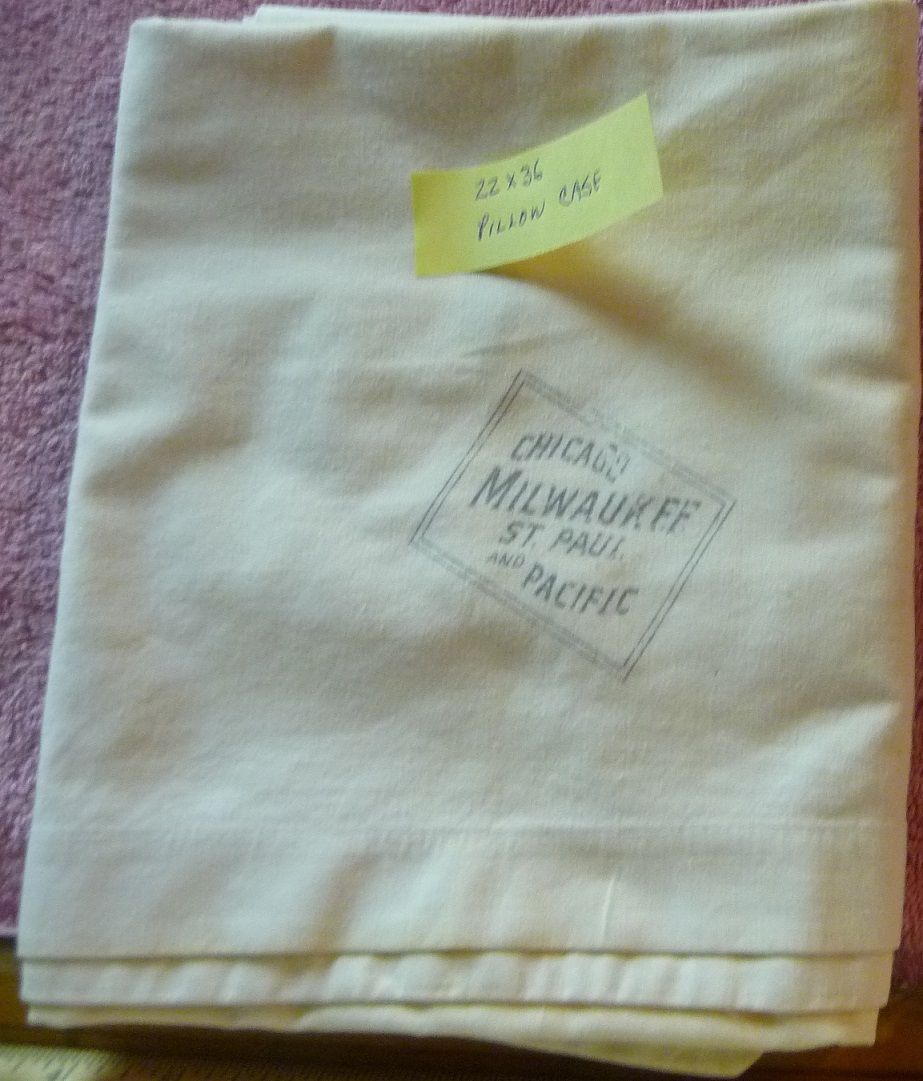 22 x 36
PILLOW CASE
CHICAGO
MILWAUKEE
ST. PAUL
AND PACIFIC